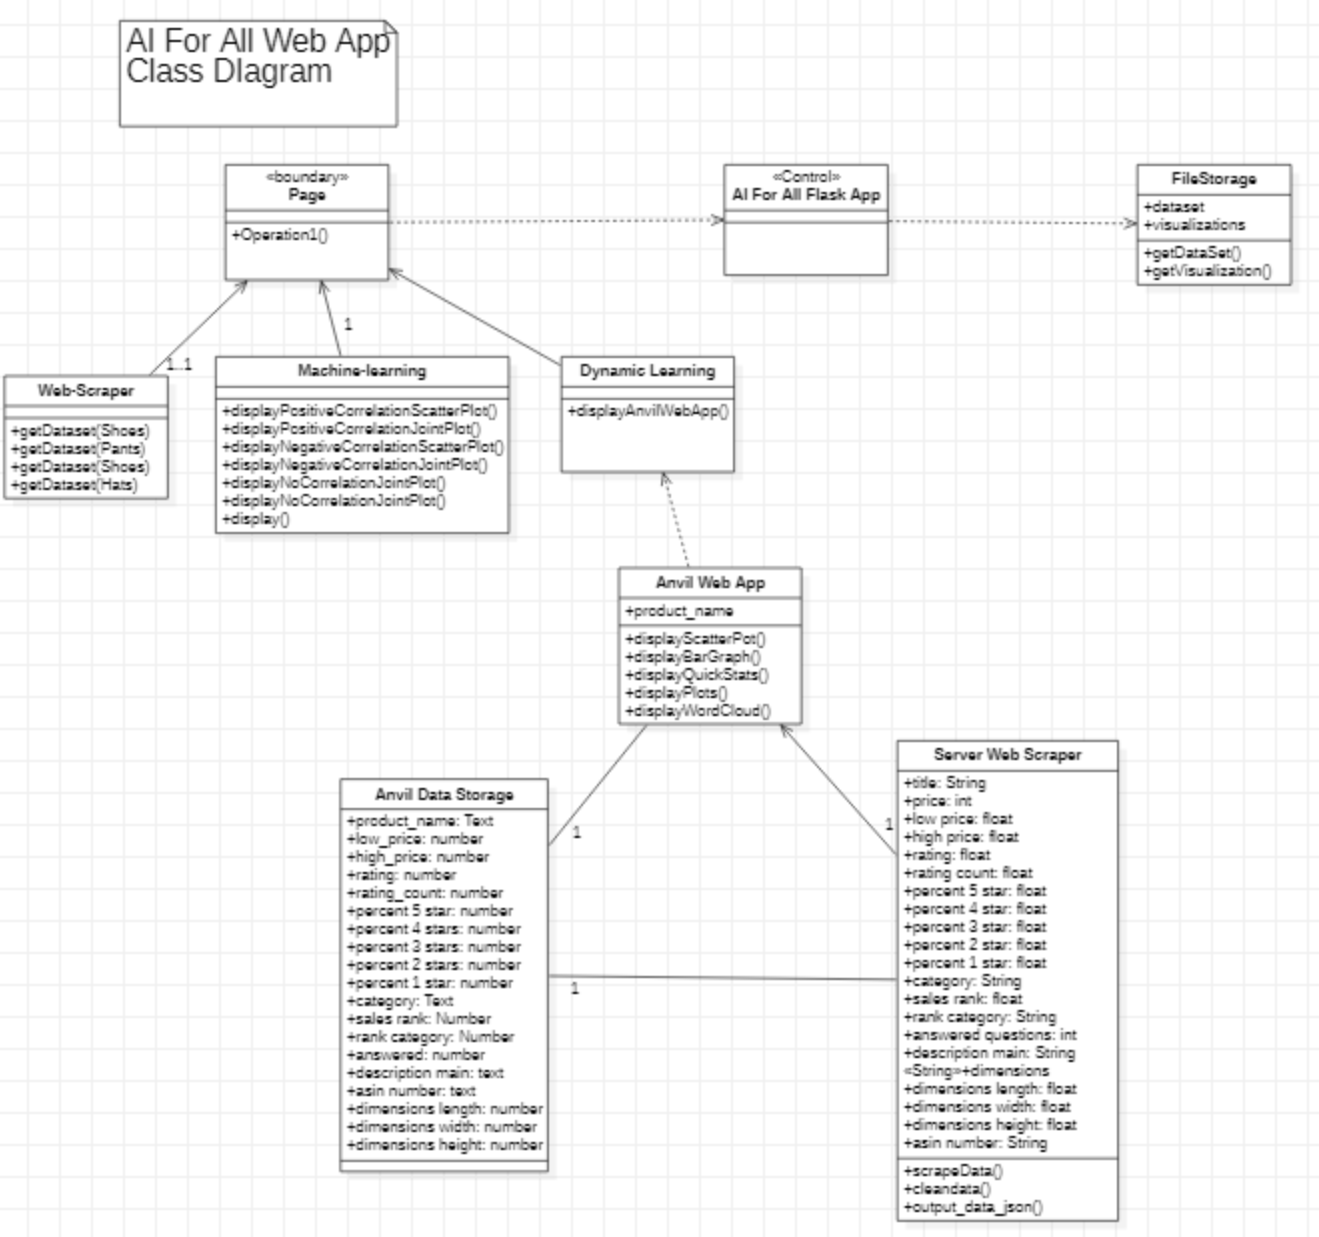 AI For All Web App
Class DIagram
«boundary»
Page
+Operation1()
«Control»
AI For All Flask App
FileStorage
+dataset
+visualizations
+getDataSet()
+getVisualization()
1..1
1
Web-Scraper
+getDataset(Shoes)
+getDataset(Pants)
+getDataset(Shoes)
+getDataset(Hats)
Machine-learning
+displayPositiveCorrelationScatterPlot()
+displayPositiveCorrelationJointPlot()
+displayNegativeCorrelationScatterPlot()
+displayNegativeCorrelationJointPlot()
+displayNoCorrelationJointPlot()
+displayNoCorrelationJointPlot()
+display()
Dynamic Learning
+displayAnvilWebApp()
Anvil Web App
+product_name
+displayScatterPot()
+displayBarGraph()
+displayQuickStats()
+displayPlots()
+displayWordCloud()
1
1
1
Anvil Data Storage
+product_name: Text
+low_price: number
+high_price: number
+rating: number
+rating_count: number
+percent 5 star: number
+percent 4 stars: number
+percent 3 stars: number
+percent 2 stars: number
+percent 1 star: number
+category: Text
+sales rank: Number
+rank category: Number
+answered: number
+description main: text
+asin number: text
+dimensions length: number
+dimensions width: number
+dimensions height: number
Server Web Scraper
+title: String
+price: int
+low price: float
+high price: float
+rating: float
+rating count: float
+percent 5 star: float
+percent 4 star: float
+percent 3 star: float
+percent 2 star: float
+percent 1 star: float
+category: String
+sales rank: float
+rank category: String
+answered questions: int
+description main: String
«String»+dimensions
+dimensions length: float
+dimensions width: float
+dimensions height: float
+asin number: String
+scrapeData()
+cleandata()
+output_data_json()